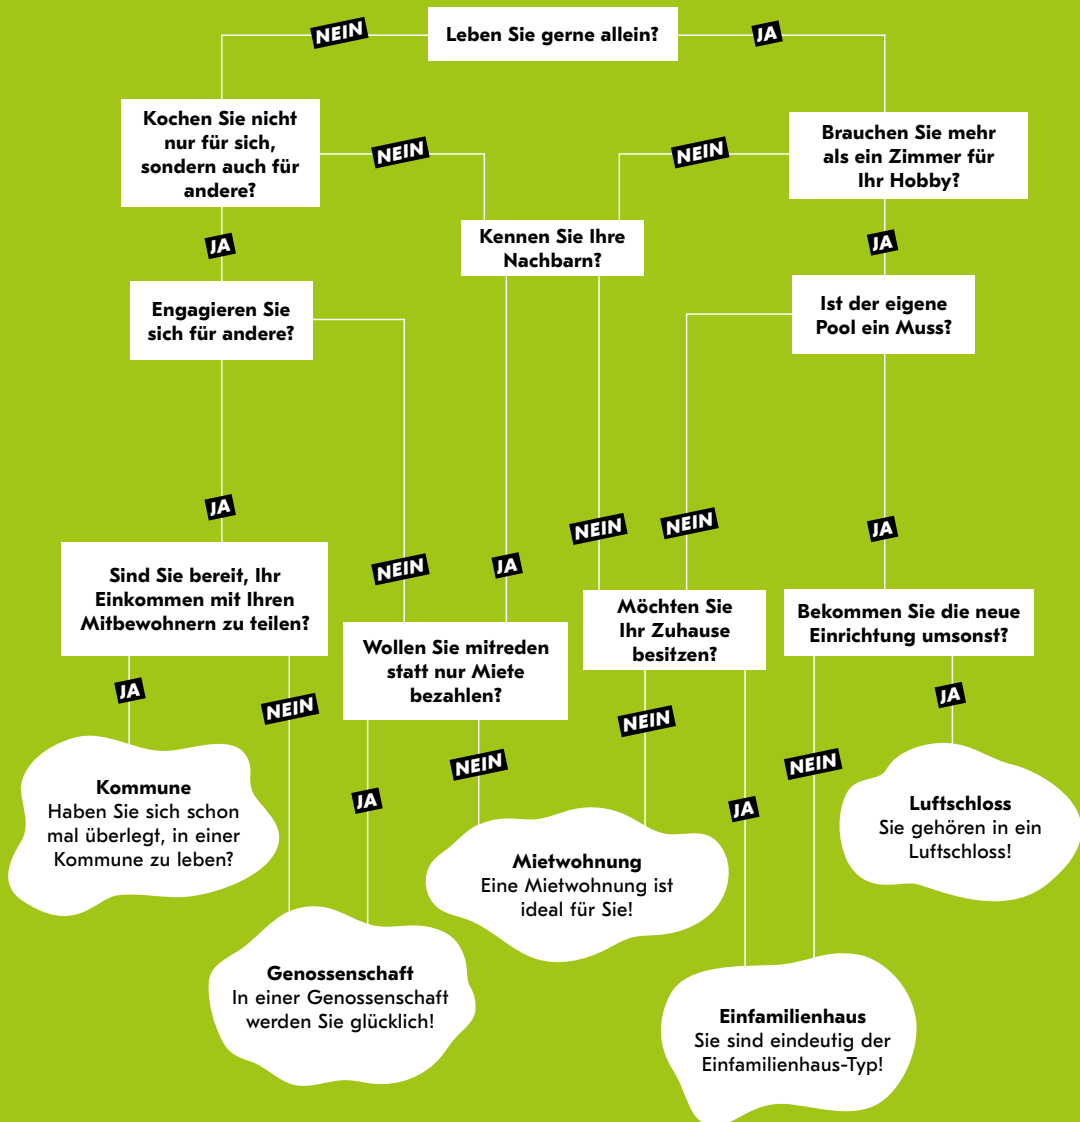 NEIN
Leben Sie gerne allein?
JA
Kochen Sie nicht
nur für sich,
sondern auch für
andere?
NEIN
NEIN
Brauchen Sie mehr
als ein Zimmer für
Ihr Hobby?
JA
Kennen Sie Ihre
Nachbarn?
JA
Engagieren Sie
sich für andere?
Ist der eigene
Pool ein Muss?
JA
NEIN
JA
NEIN
NEIN
JA
Sind Sie bereit, Ihr
Einkommen mit Ihren
Mitbewohnern zu teilen?
Wollen Sie mitreden
statt nur Miete
bezahlen?
Möchten Sie
Ihr Zuhause
besitzen?
Bekommen Sie die neue
Einrichtung umsonst?
JA
NEIN
JA
NEIN
NEIN
JA
NEIN
JA
Kommune
Haben Sie sich schon
mal überlegt, in einer
Kommune zu leben?
Genossenschaft
In einer Genossenschaft
werden Sie glücklich!
Mietwohnung
Eine Mietwohnung ist
ideal für Sie!
Einfamilienhaus
Sie sind eindeutig der
Einfamilienhaus-Typ!
Luftschloss
Sie gehören in ein
Luftschloss!